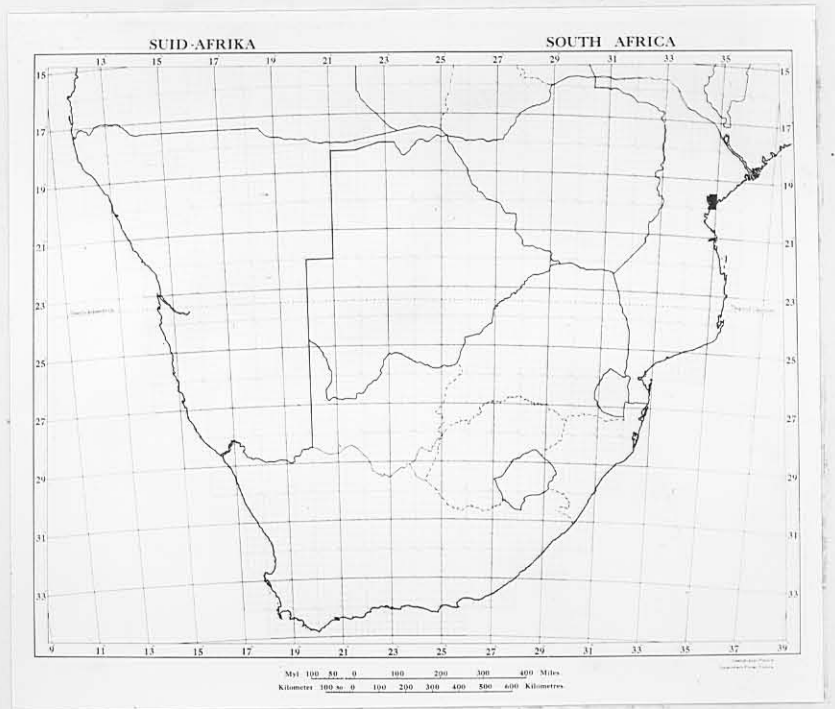 SUID-AFRIKA SOUTH AFRICA
13 15 17 19 21 23 25 27 29 31 33 35
15 15
17 17
19 19
21 21
23 23
25 25
27 27
29 29
31 31
33 33
9 11 13 15 17 19 21 23 25 27 29 31 33 35 37 39
Myl 100 50 0 100 200 300 400 Miles.
Kilometer 100 50 0 100 200 300 400 500 600 Kilometres.